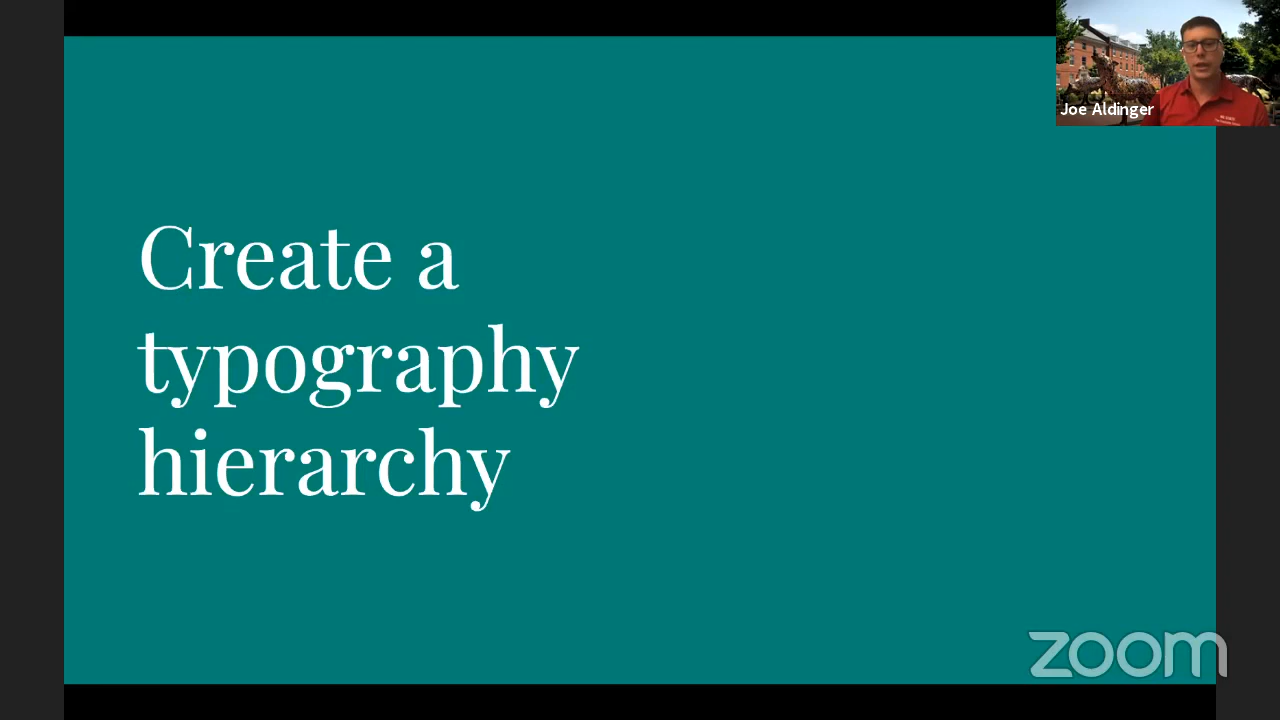 Create a
typography
hierarchy
Joe Aldinger
zoom